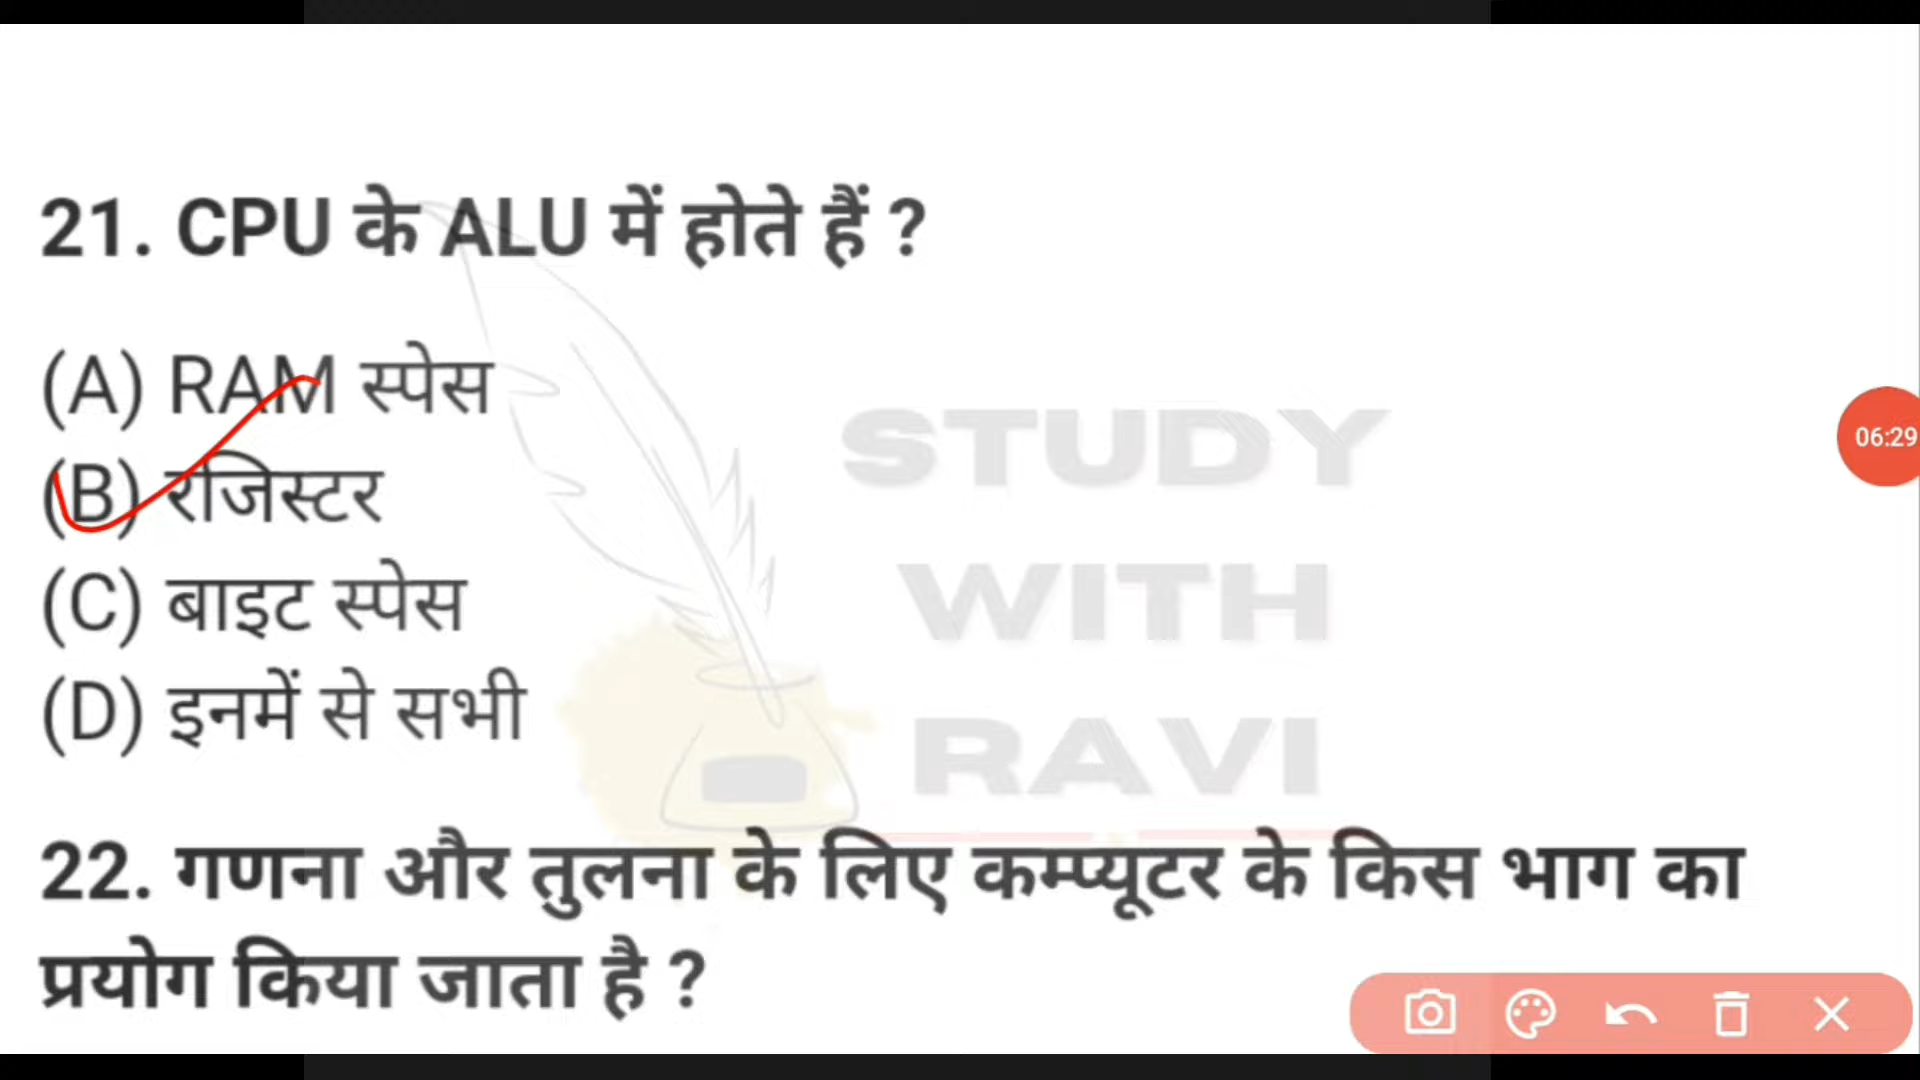 21. CPU के ALU में होते हैं ?
(A) RAM स्पेस
(B) रजिस्टर
(C) बाइट स्पेस
(D) इनमें से सभी
STUDY
WITH
RAVI
06:29
22. गणना और तुलना के लिए कम्प्यूटर के किस भाग का
प्रयोग किया जाता है ?